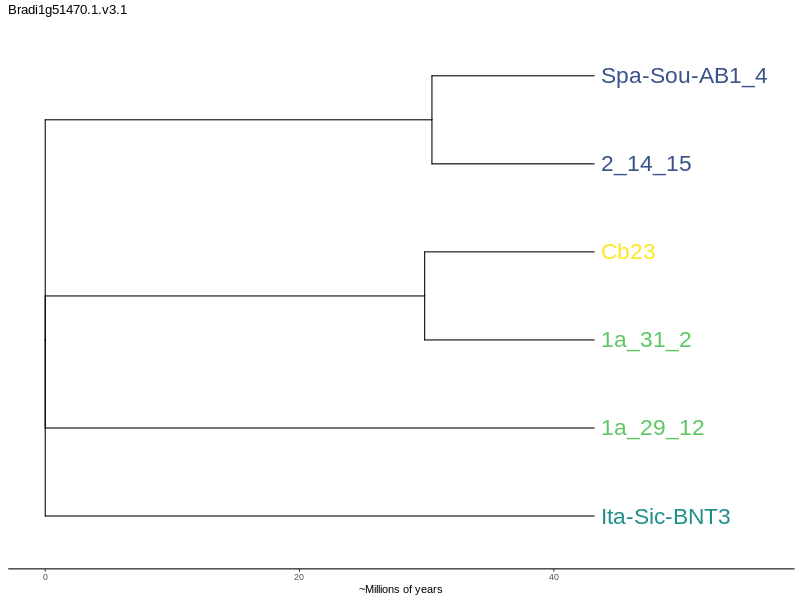 Bradi1g51470.1.v3.1
Spa-Sou-AB1_4
2_14_15
Cb23
1a_31_2
1a_29_12
Ita-Sic-BNT3
0 20 40
~Millions of years